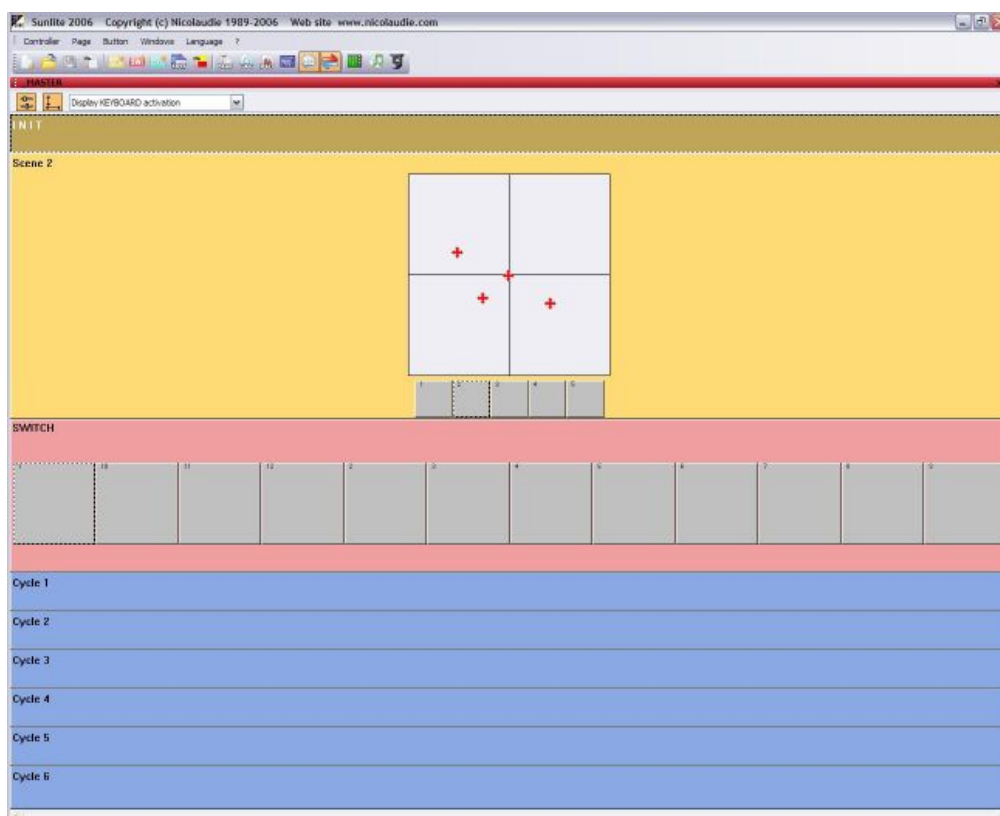 Sunlite 2006 Copyright (c) Nicolaudie 1989-2006 Web site www.nicolaudie.com
Controller Page Button Windows Language ?
MASTER
Display KEYBOARD activation
INIT
Scene 2
1 2 3 4 5
SWITCH
1 10 11 12 2 3 4 5 6 7 8 9
Cycle 1
Cycle 2
Cycle 3
Cycle 4
Cycle 5
Cycle 6